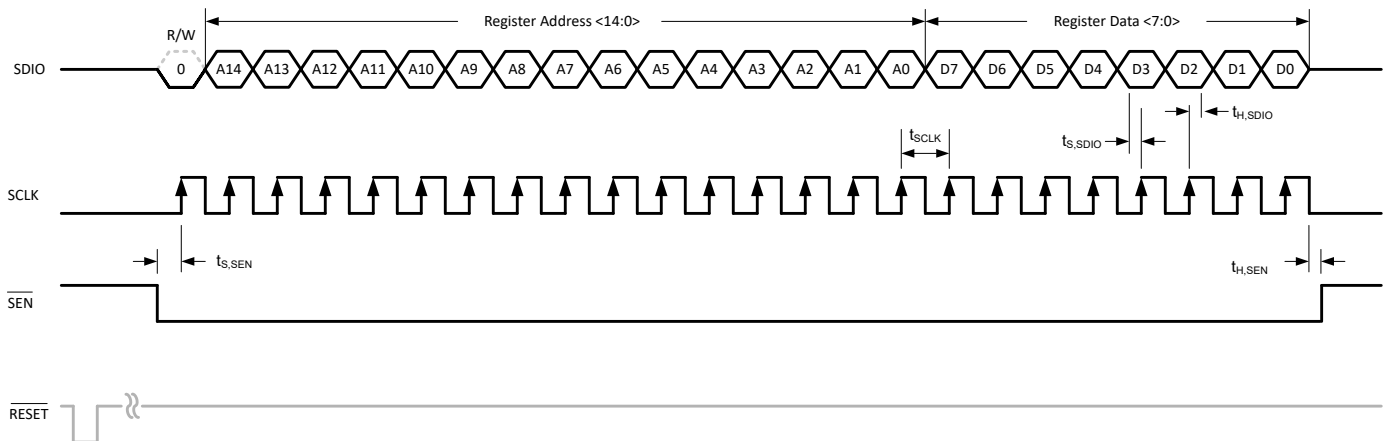 Register Address <14:0>
Register Data <7:0>
R/W
SDIO
0 A14 A13 A12 A11 A10 A9 A8 A7 A6 A5 A4 A3 A2 A1 A0 D7 D6 D5 D4 D3 D2 D1 D0
tSCLK
tS,SDIO
tH,SDIO
SCLK
tS,SEN
tH,SEN
SEN
RESET